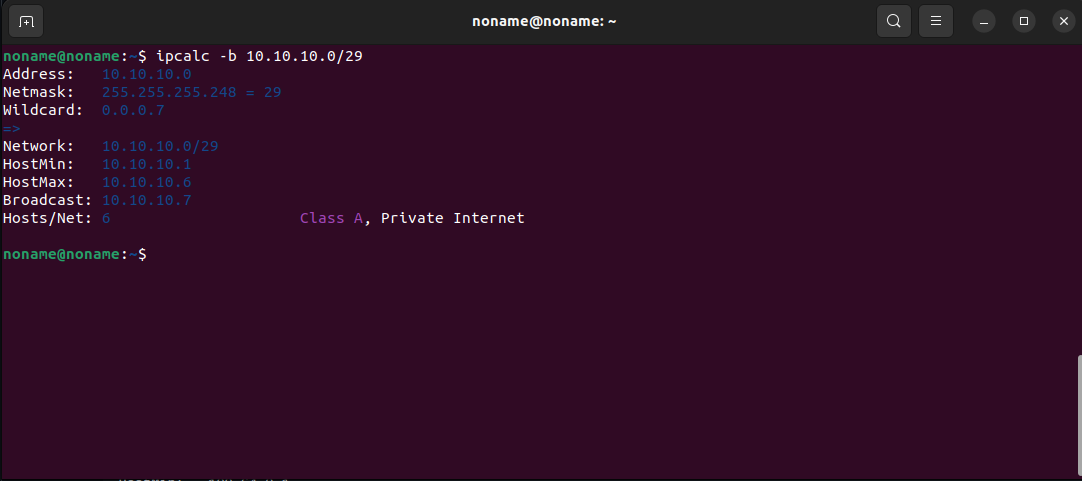 noname@noname: ~
noname@noname:~$ ipcalc -b 10.10.10.0/29
Address:   10.10.10.0
Netmask:   255.255.255.248 = 29
Wildcard:  0.0.0.7
=>
Network:   10.10.10.0/29
HostMin:   10.10.10.1
HostMax:   10.10.10.6
Broadcast: 10.10.10.7
Hosts/Net: 6                     Class A, Private Internet
noname@noname:~$